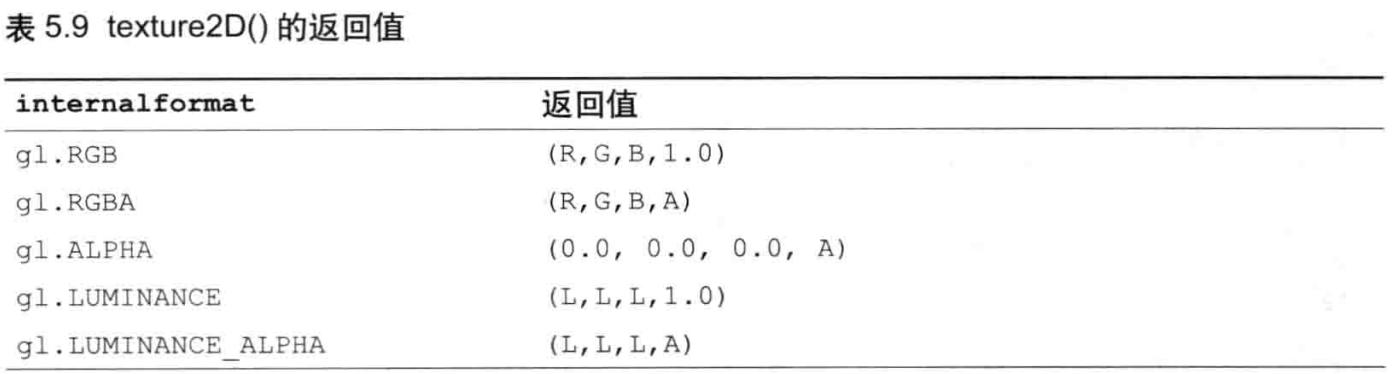 表 5.9 texture2D() 的返回值
internalformat 返回值
gl.RGB (R,G,B,1.0)
gl.RGBA (R,G,B,A)
gl.ALPHA (0.0, 0.0, 0.0, A)
gl.LUMINANCE (L,L,L,1.0)
gl.LUMINANCE_ALPHA (L,L,L,A)